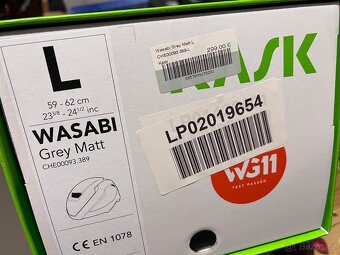 L
59 - 62 cm
23 3/8 - 24 1/2 inc
WASABI
Grey Matt
CHE00093.389
CE EN 1078
Wasabi Grey Matt L
CHE00093.389-L
299,00 €
Kask
KASK
LP02019654
WG11
TEST PASSED